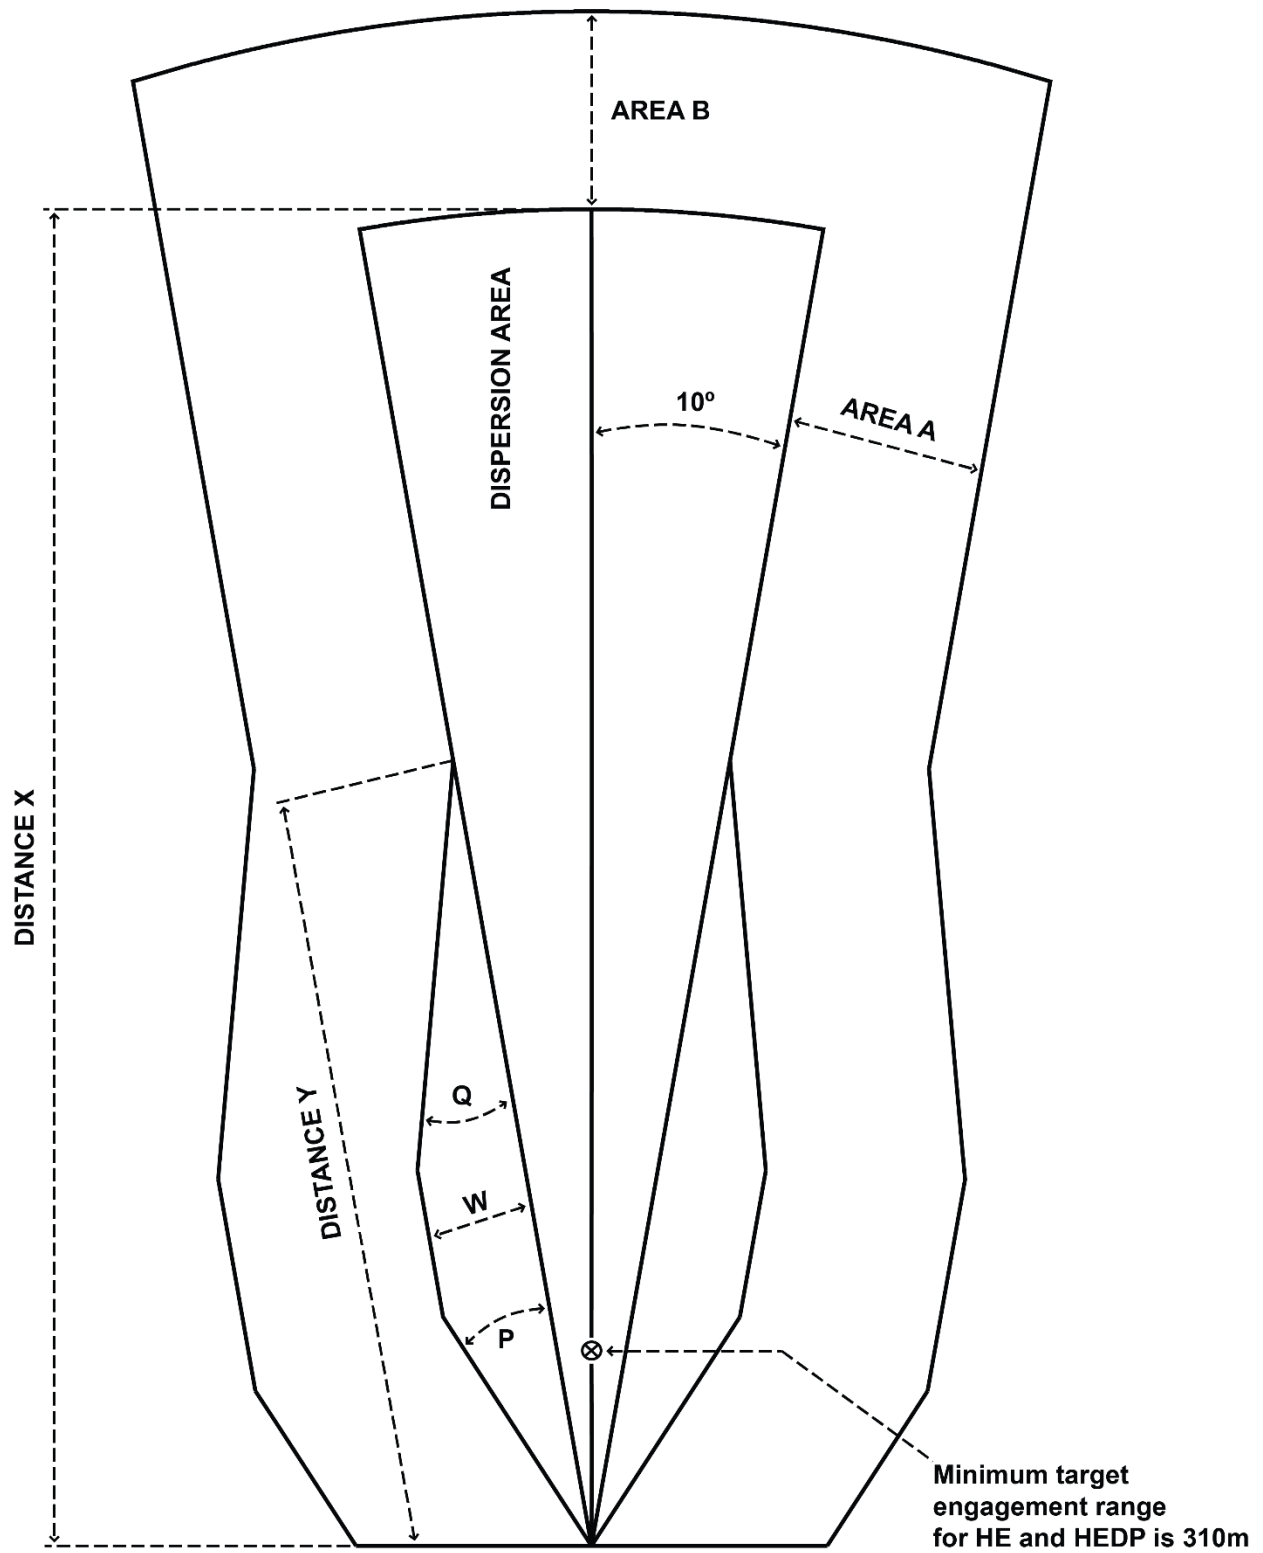 AREA B
DISPERSION AREA
10º
AREA A
DISTANCE X
DISTANCE Y
Q
W
P
Minimum target
engagement range
for HE and HEDP is 310m